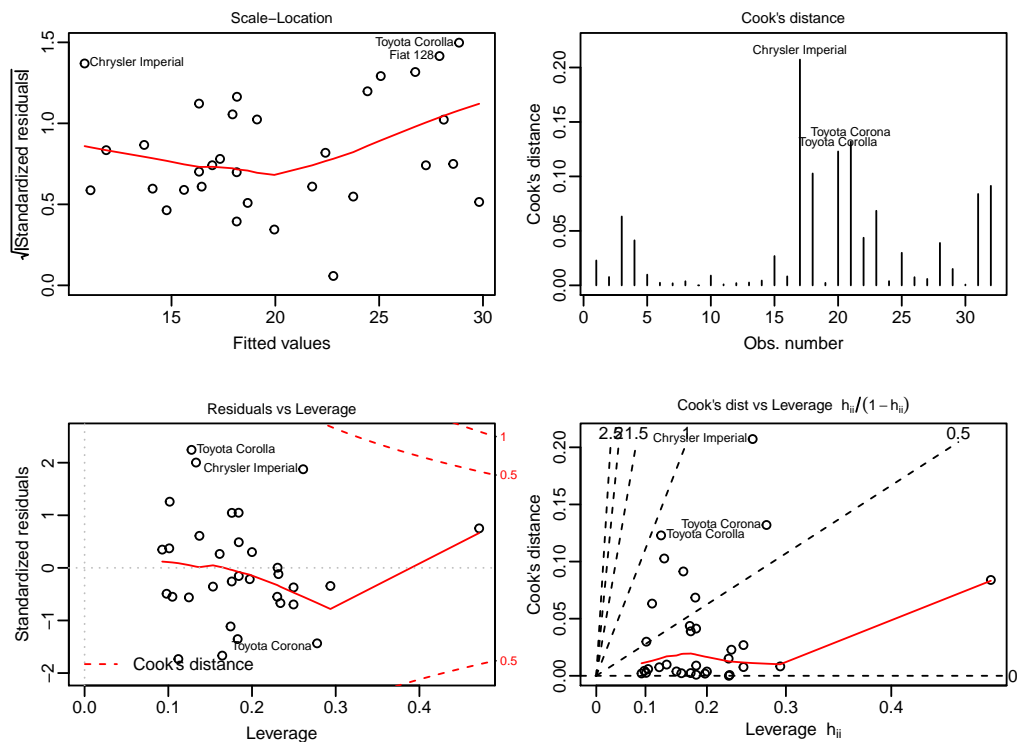 Scale−Location
√|Standardized residuals|
0.0 0.5 1.0 1.5
Chrysler Imperial
Toyota Corolla
Fiat 128
15 20 25 30
Fitted values
Cook's distance
Cook's distance
0.00 0.05 0.10 0.15 0.20
Chrysler Imperial
Toyota Corona
Toyota Corolla
0 5 10 15 20 25 30
Obs. number
Residuals vs Leverage
Standardized residuals
−2 −1 0 1 2
Toyota Corolla
Chrysler Imperial
Toyota Corona
Cook's distance
1
0.5
0.5
0.0 0.1 0.2 0.3 0.4
Leverage
Cook's dist vs Leverage hii/(1−hii)
Cook's distance
0.00 0.05 0.10 0.15 0.20
2.5 2 1.5 1 0.5
0
Chrysler Imperial
Toyota Corona
Toyota Corolla
0 0.1 0.2 0.3 0.4
Leverage hii